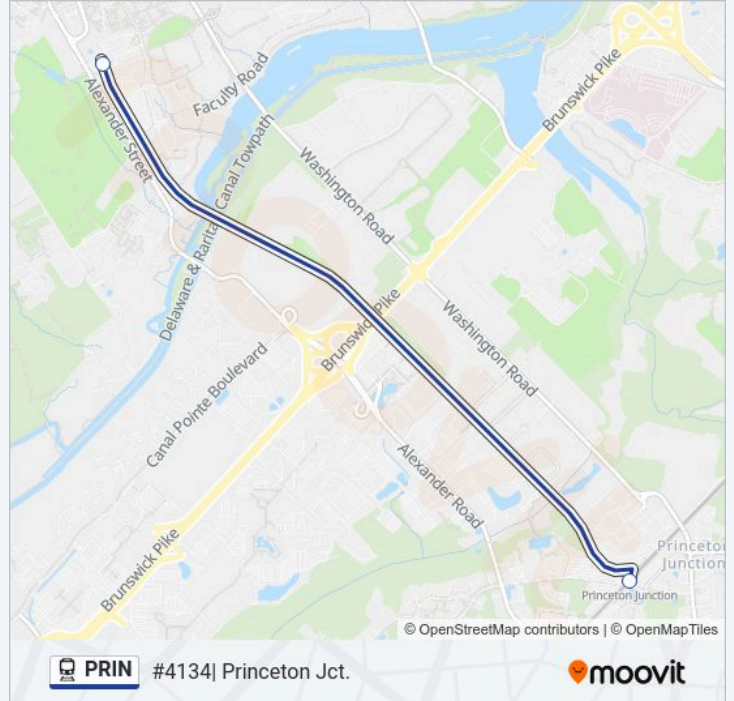 Faculty Road
Brunswick Pike
Alexander Street
Delaware & Raritan Canal Towpath
Washington Road
Brunswick Pike
Washington Road
Canal Pointe Boulevard
Alexander Road
Brunswick Pike
Princeton
Junction
Princeton Junction
© OpenStreetMap contributors | © OpenMapTiles
PRIN #4134| Princeton Jct.
moovit